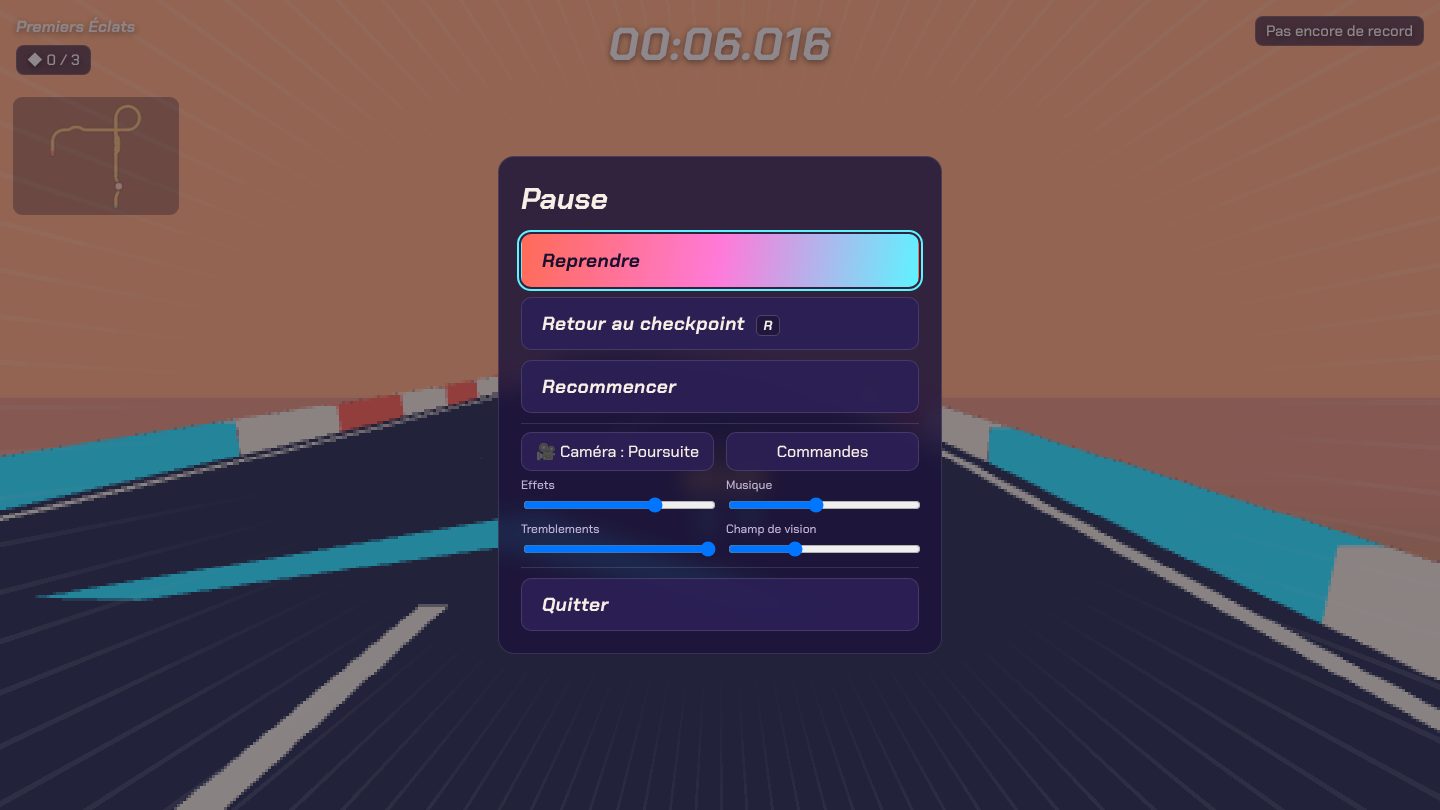 Premiers Éclats
0 / 3
00:06.016
Pas encore de record
Pause
Reprendre
Retour au checkpoint R
Recommencer
Caméra : Poursuite
Commandes
Effets
Musique
Tremblements
Champ de vision
Quitter